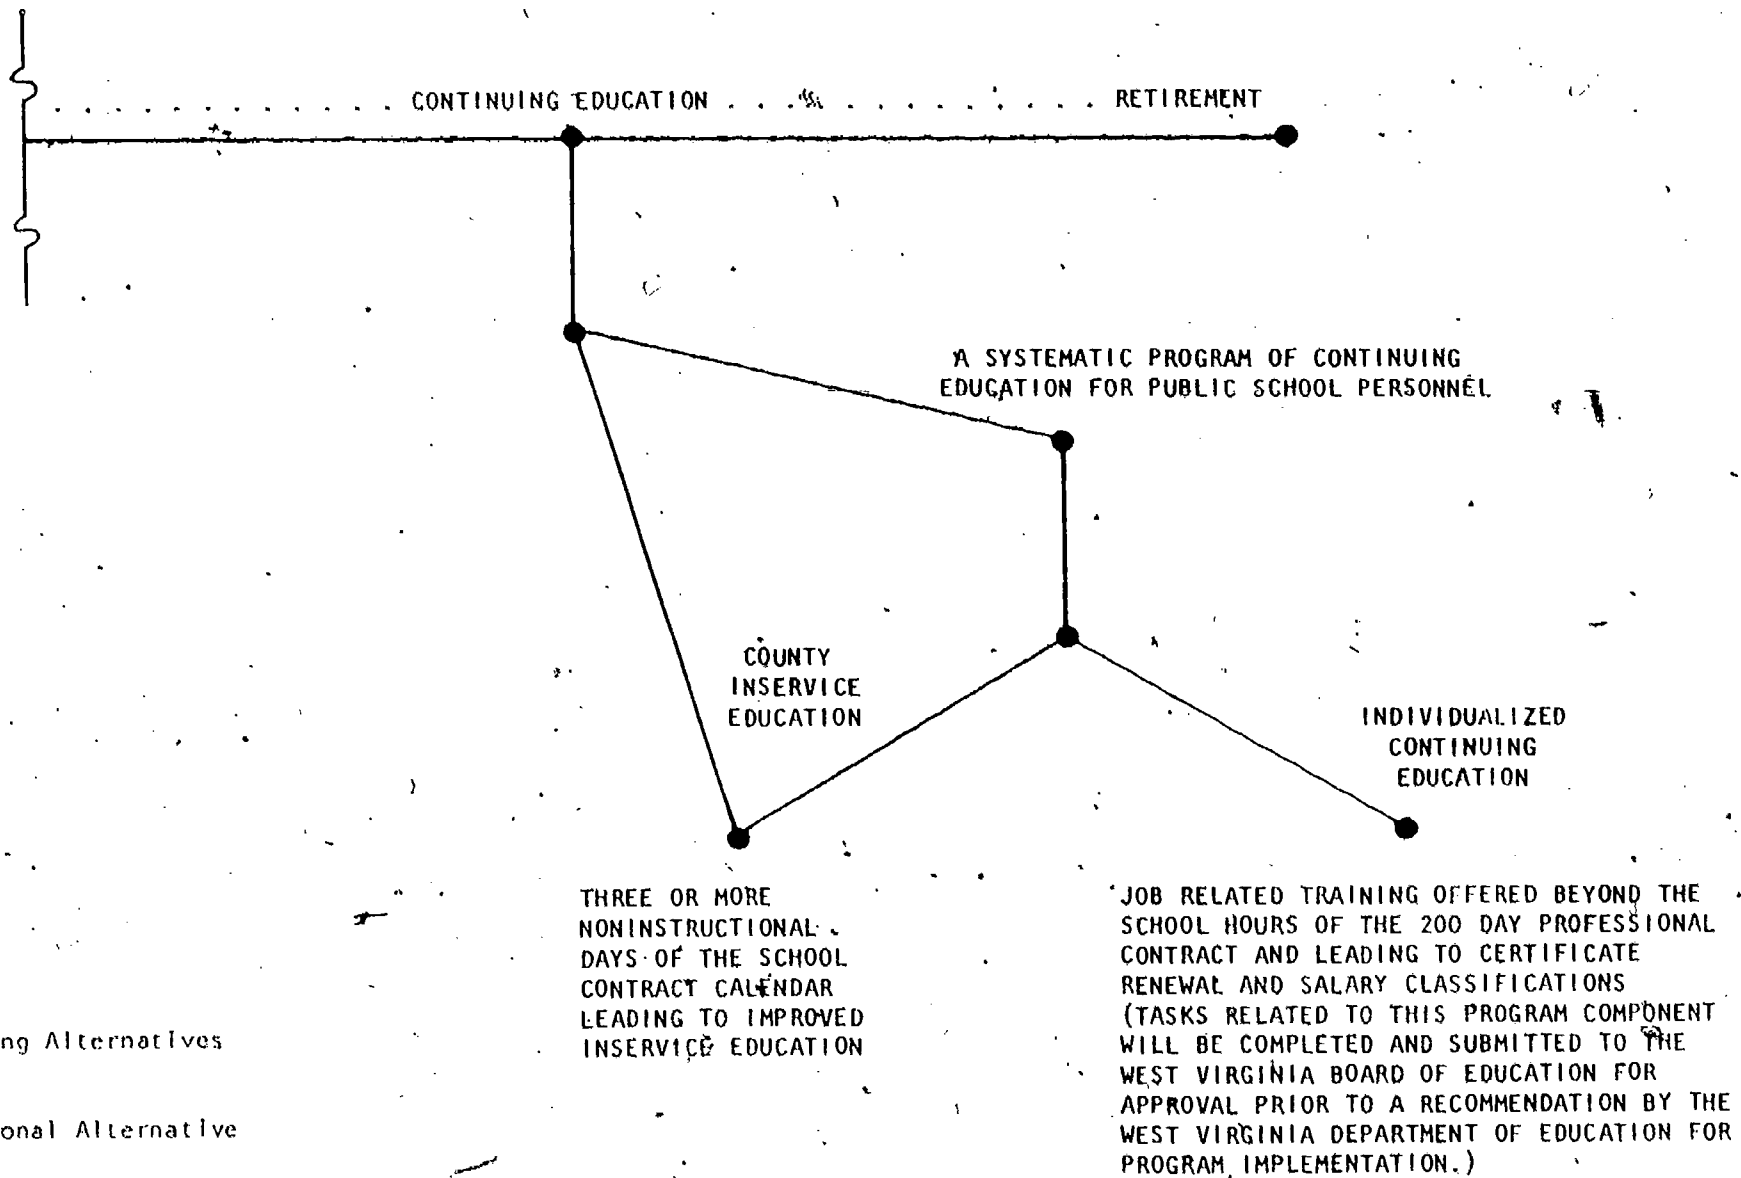 . . . . . . . . . . . . . CONTINUING EDUCATION . . . . . . . . . . . . . RETIREMENT
A SYSTEMATIC PROGRAM OF CONTINUING
EDUCATION FOR PUBLIC SCHOOL PERSONNEL
COUNTY
INSERVICE
EDUCATION
INDIVIDUALIZED
CONTINUING
EDUCATION
THREE OR MORE
NONINSTRUCTIONAL
DAYS OF THE SCHOOL
CONTRACT CALENDAR
LEADING TO IMPROVED
INSERVICE EDUCATION
JOB RELATED TRAINING OFFERED BEYOND THE
SCHOOL HOURS OF THE 200 DAY PROFESSIONAL
CONTRACT AND LEADING TO CERTIFICATE
RENEWAL AND SALARY CLASSIFICATIONS
(TASKS RELATED TO THIS PROGRAM COMPONENT
WILL BE COMPLETED AND SUBMITTED TO THE
WEST VIRGINIA BOARD OF EDUCATION FOR
APPROVAL PRIOR TO A RECOMMENDATION BY THE
WEST VIRGINIA DEPARTMENT OF EDUCATION FOR
PROGRAM IMPLEMENTATION.)
ng Alternatives
onal Alternative